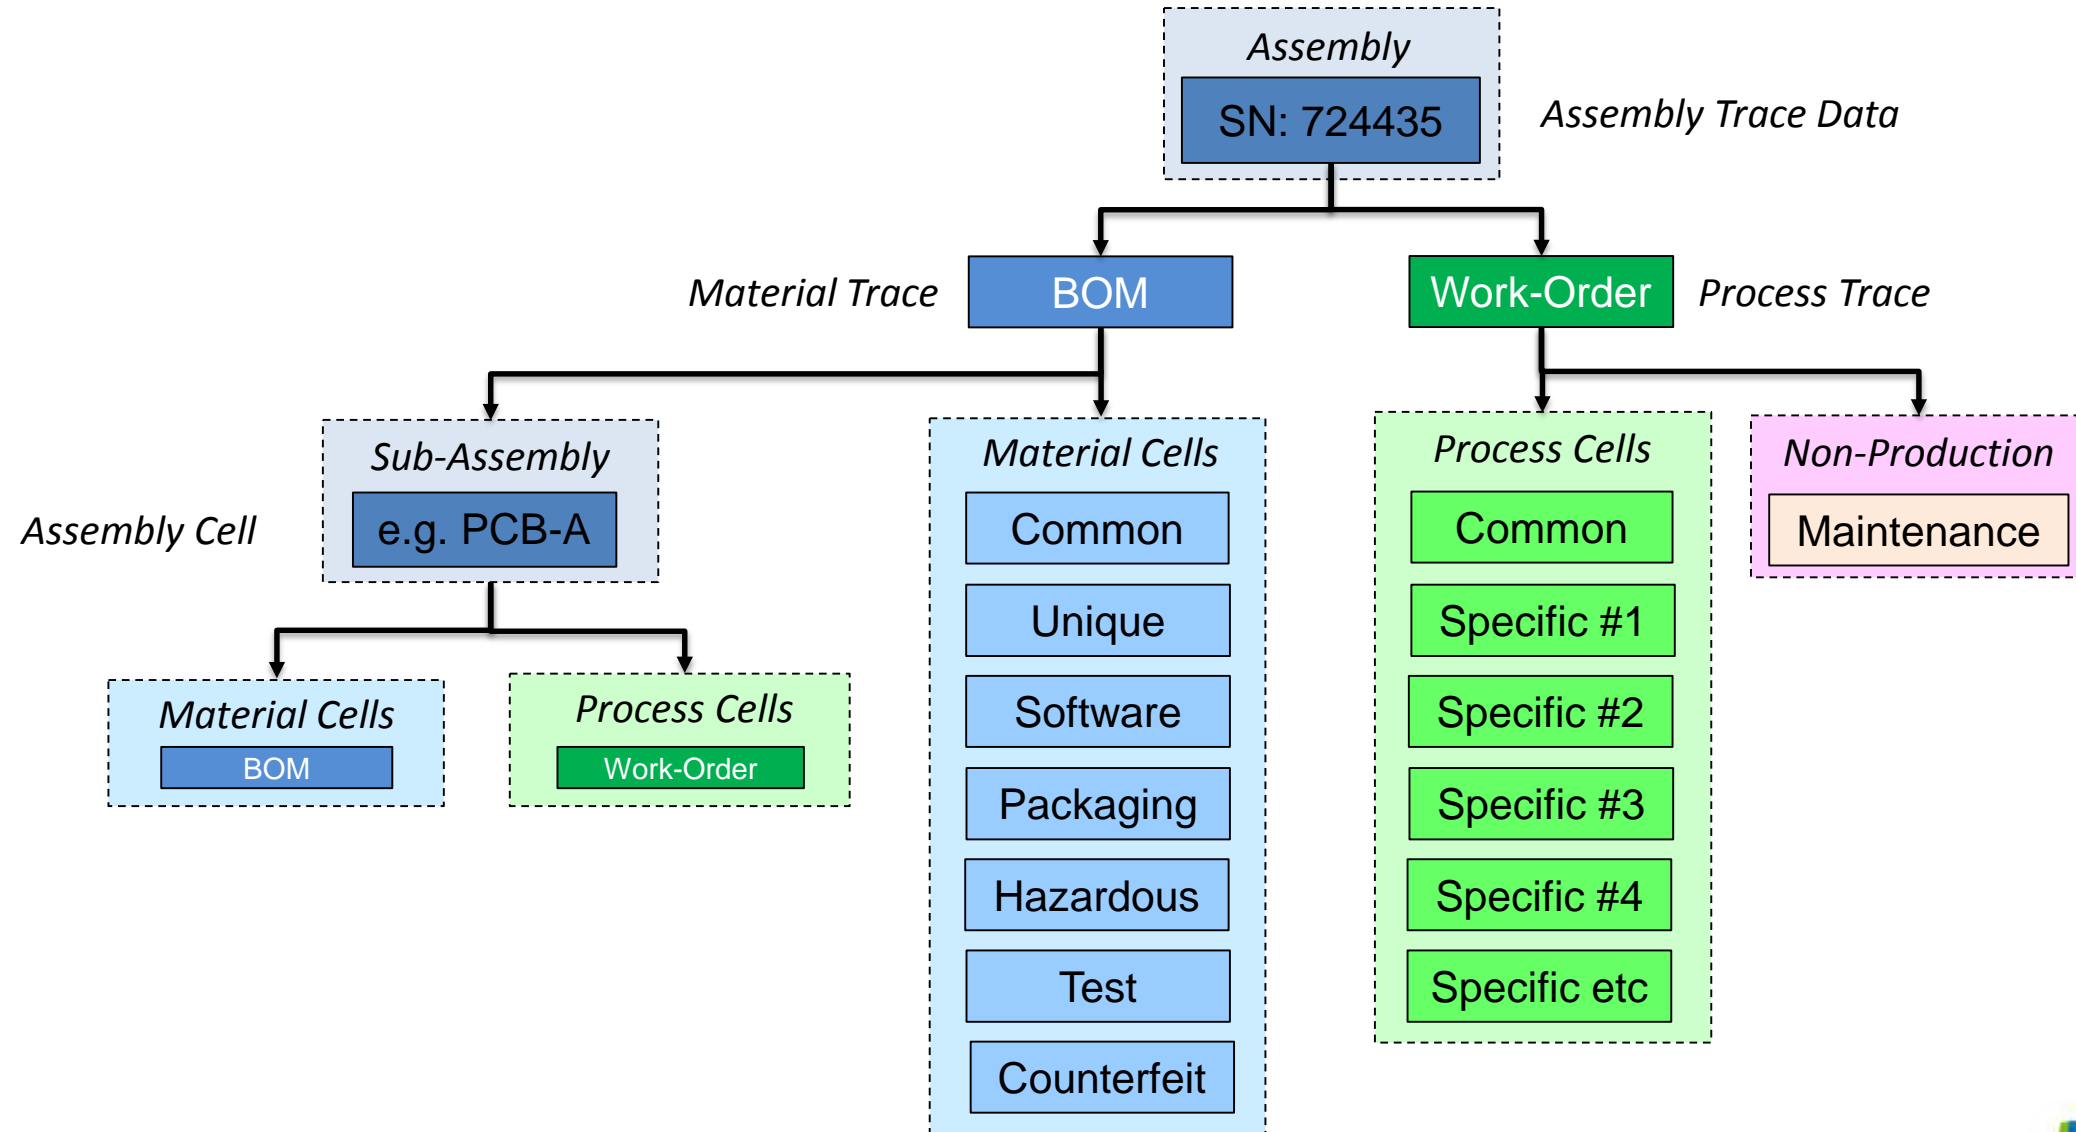 Assembly
SN: 724435
Assembly Trace Data
Material Trace
BOM
Work-Order
Process Trace
Sub-Assembly
e.g. PCB-A
Assembly Cell
Material Cells
BOM
Process Cells
Work-Order
Material Cells
Common
Unique
Software
Packaging
Hazardous
Test
Counterfeit
Process Cells
Common
Specific #1
Specific #2
Specific #3
Specific #4
Specific etc
Non-Production
Maintenance